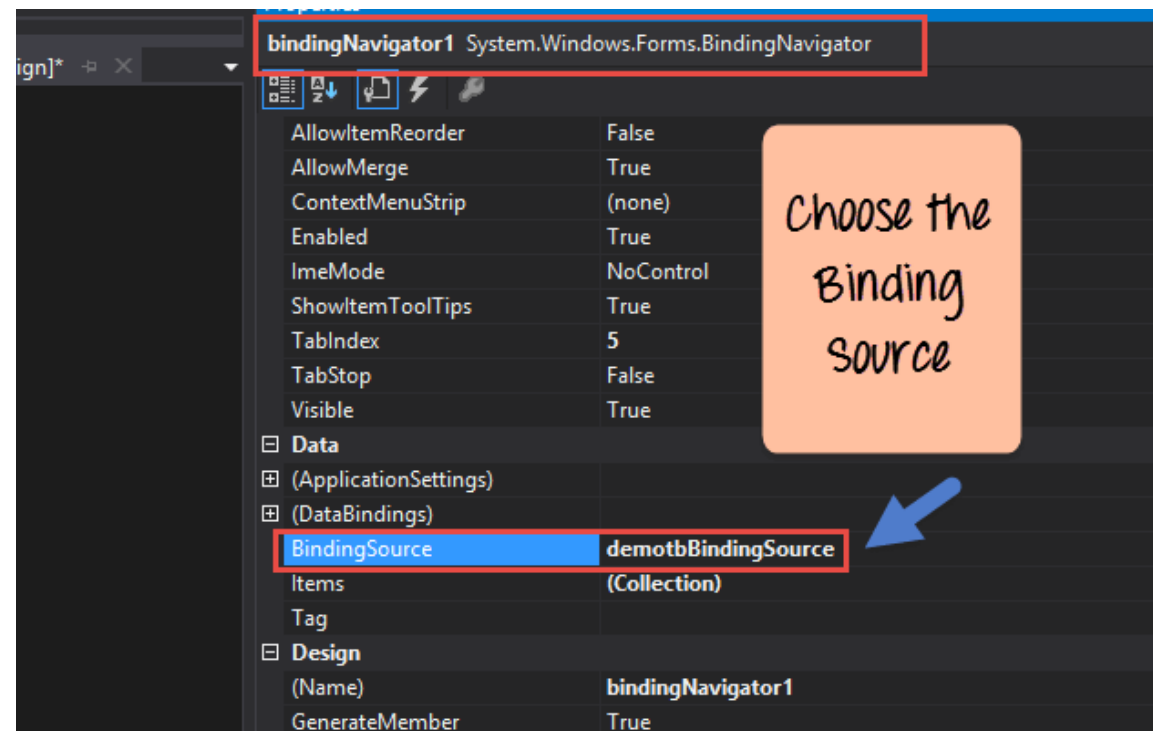 Properties
bindingNavigator1 System.Windows.Forms.BindingNavigator
ign]*
AllowItemReorder False
AllowMerge True
ContextMenuStrip (none)
Enabled True
ImeMode NoControl
ShowItemToolTips True
TabIndex 5
TabStop False
Visible True
Choose the
Binding
source
Data
(ApplicationSettings)
(DataBindings)
BindingSource demotbBindingSource
Items (Collection)
Tag
Design
(Name) bindingNavigator1
GenerateMember True